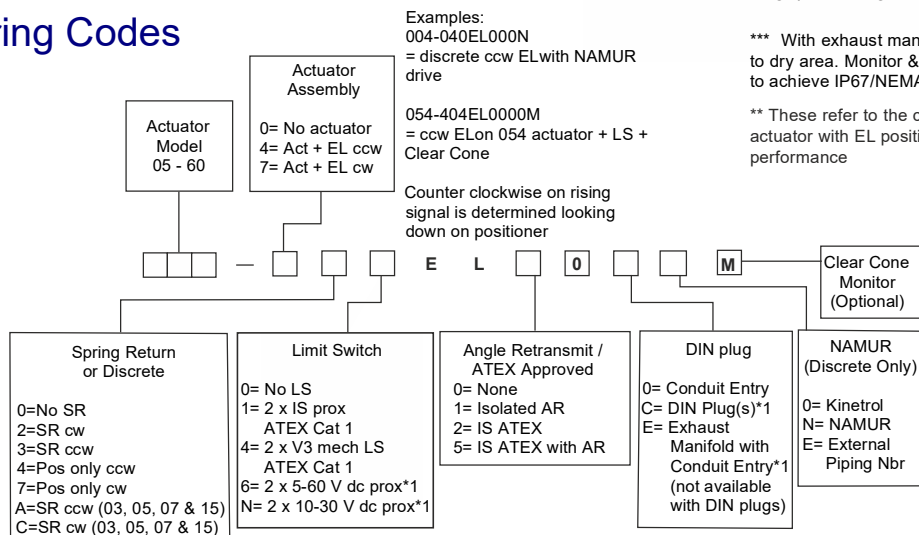 ring Codes
Examples:
004-040EL000N
= discrete ccw ELwith NAMUR
drive
054-404EL0000M
= ccw ELon 054 actuator + LS +
Clear Cone
Counter clockwise on rising
signal is determined looking
down on positioner
*** With exhaust man
to dry area. Monitor &
to achieve IP67/NEMA
** These refer to the
actuator with EL positi
performance
Actuator
Model
05 - 60
Actuator
Assembly
0= No actuator
4= Act + EL ccw
7= Act + EL cw
— E L 0 M
Clear Cone
Monitor
(Optional)
Spring Return
or Discrete
0=No SR
2=SR cw
3=SR ccw
4=Pos only ccw
7=Pos only cw
A=SR ccw (03, 05, 07 & 15)
C=SR cw (03, 05, 07 & 15)
Limit Switch
0= No LS
1= 2 x IS prox
ATEX Cat 1
4= 2 x V3 mech LS
ATEX Cat 1
6= 2 x 5-60 V dc prox*1
N= 2 x 10-30 V dc prox*1
Angle Retransmit /
ATEX Approved
0= None
1= Isolated AR
2= IS ATEX
5= IS ATEX with AR
DIN plug
0= Conduit Entry
C= DIN Plug(s)*1
E= Exhaust
Manifold with
Conduit Entry*1
(not available
with DIN plugs)
NAMUR
(Discrete Only)
0= Kinetrol
N= NAMUR
E= External
Piping Nbr